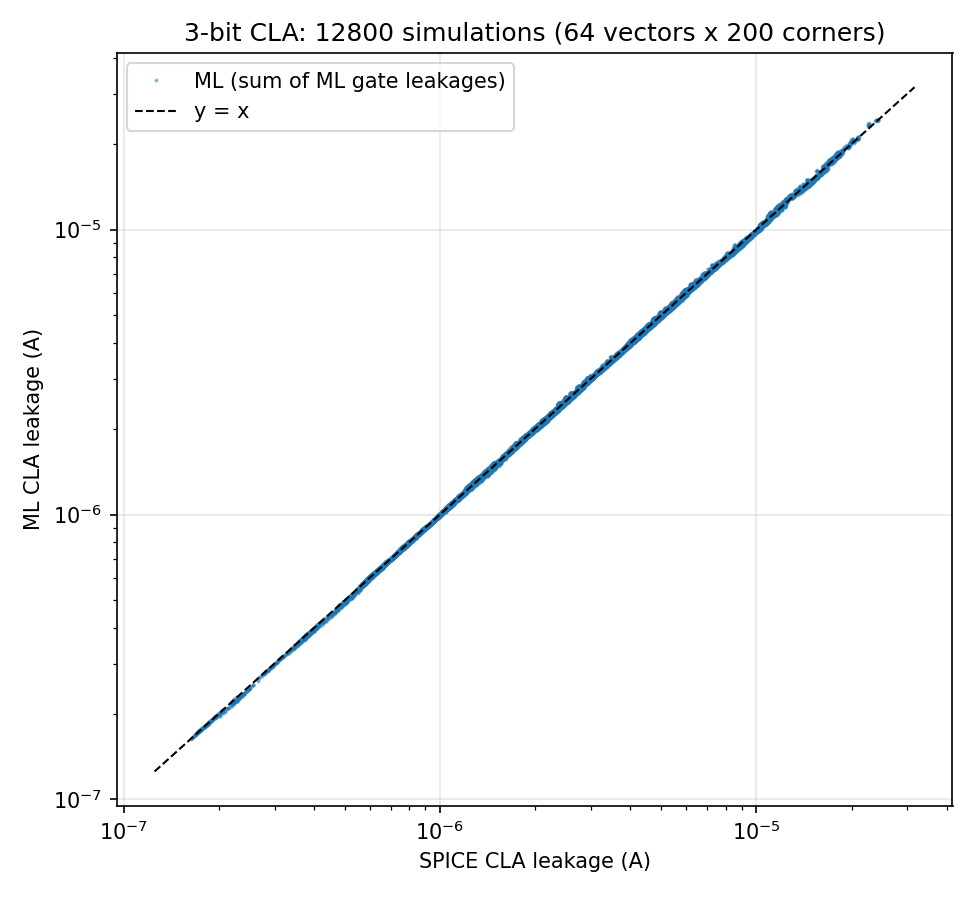 3-bit CLA: 12800 simulations (64 vectors x 200 corners)
ML (sum of ML gate leakages)
y = x
ML CLA leakage (A)
10⁻⁵
10⁻⁶
10⁻⁷
10⁻⁷ 10⁻⁶ 10⁻⁵
SPICE CLA leakage (A)